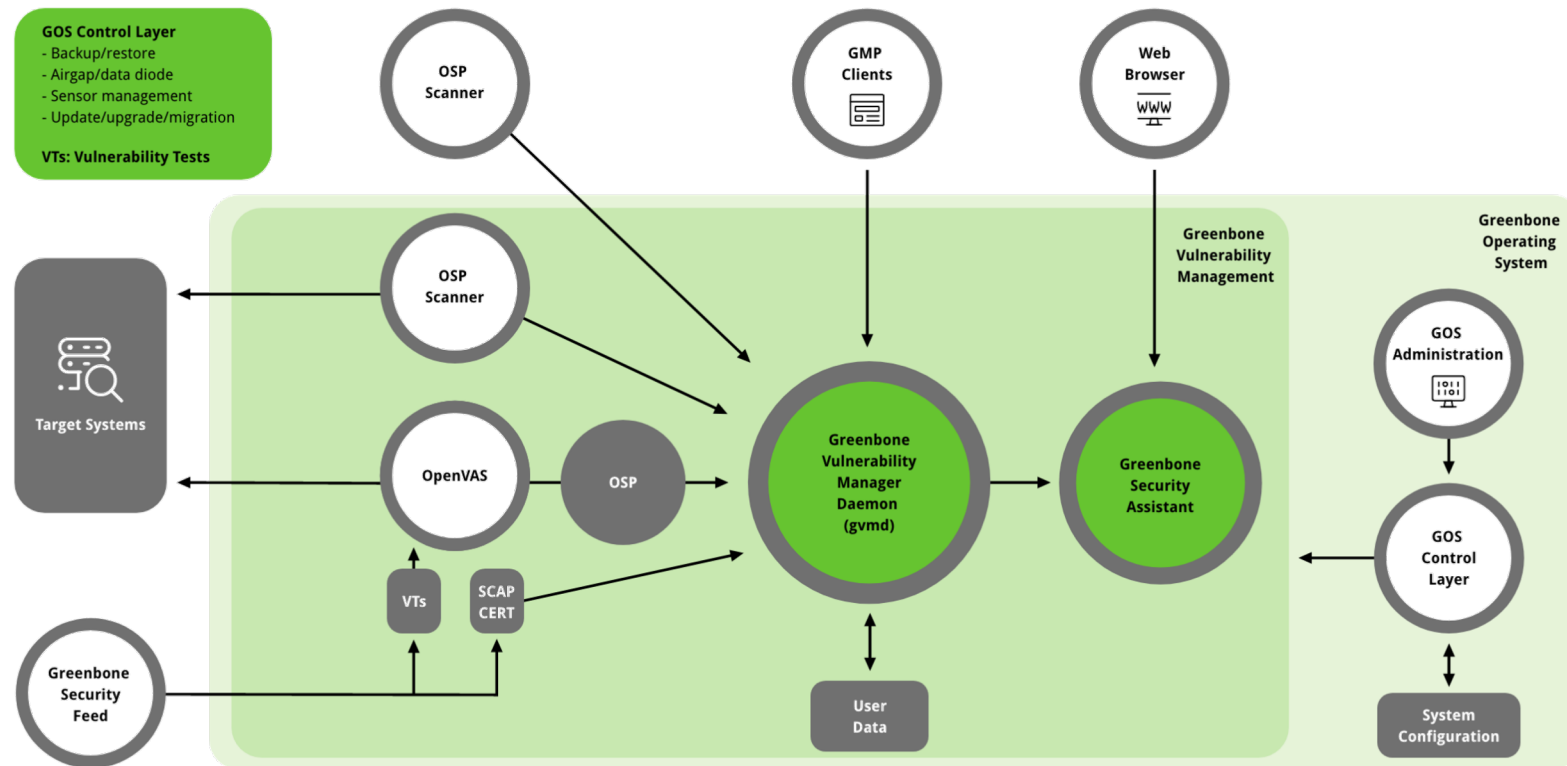 GOS Control Layer
- Backup/restore
- Airgap/data diode
- Sensor management
- Update/upgrade/migration
VTs: Vulnerability Tests
OSP
Scanner
GMP
Clients
Web
Browser
WWW
Greenbone
Vulnerability
Management
Greenbone
Operating
System
OSP
Scanner
Target Systems
GOS
Administration
1011
1101
OpenVAS
OSP
Greenbone
Vulnerability
Manager
Daemon
(gvmd)
Greenbone
Security
Assistant
GOS
Control
Layer
VTs
SCAP
CERT
Greenbone
Security
Feed
User
Data
System
Configuration